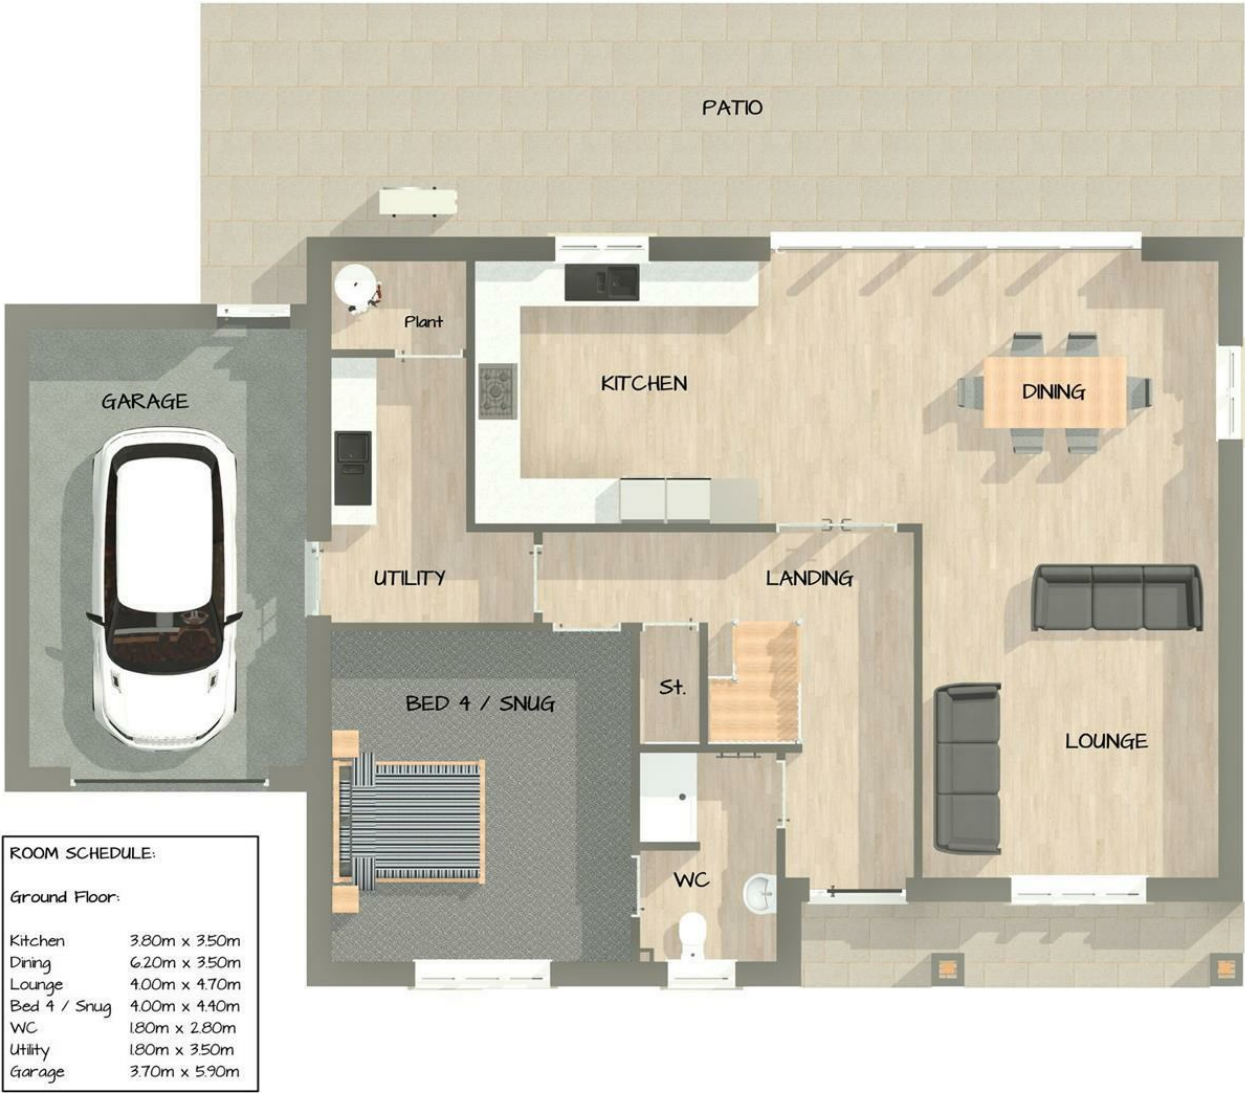 PATIO
Plant
KITCHEN
DINING
GARAGE
UTILITY
LANDING
BED 4 / SNUG
St.
LOUNGE
WC
ROOM SCHEDULE:
Ground Floor:
Kitchen 3.80m x 3.50m
Dining 6.20m x 3.50m
Lounge 4.00m x 4.70m
Bed 4 / Snug 4.00m x 4.40m
WC 1.80m x 2.80m
Utility 1.80m x 3.50m
Garage 3.70m x 5.90m